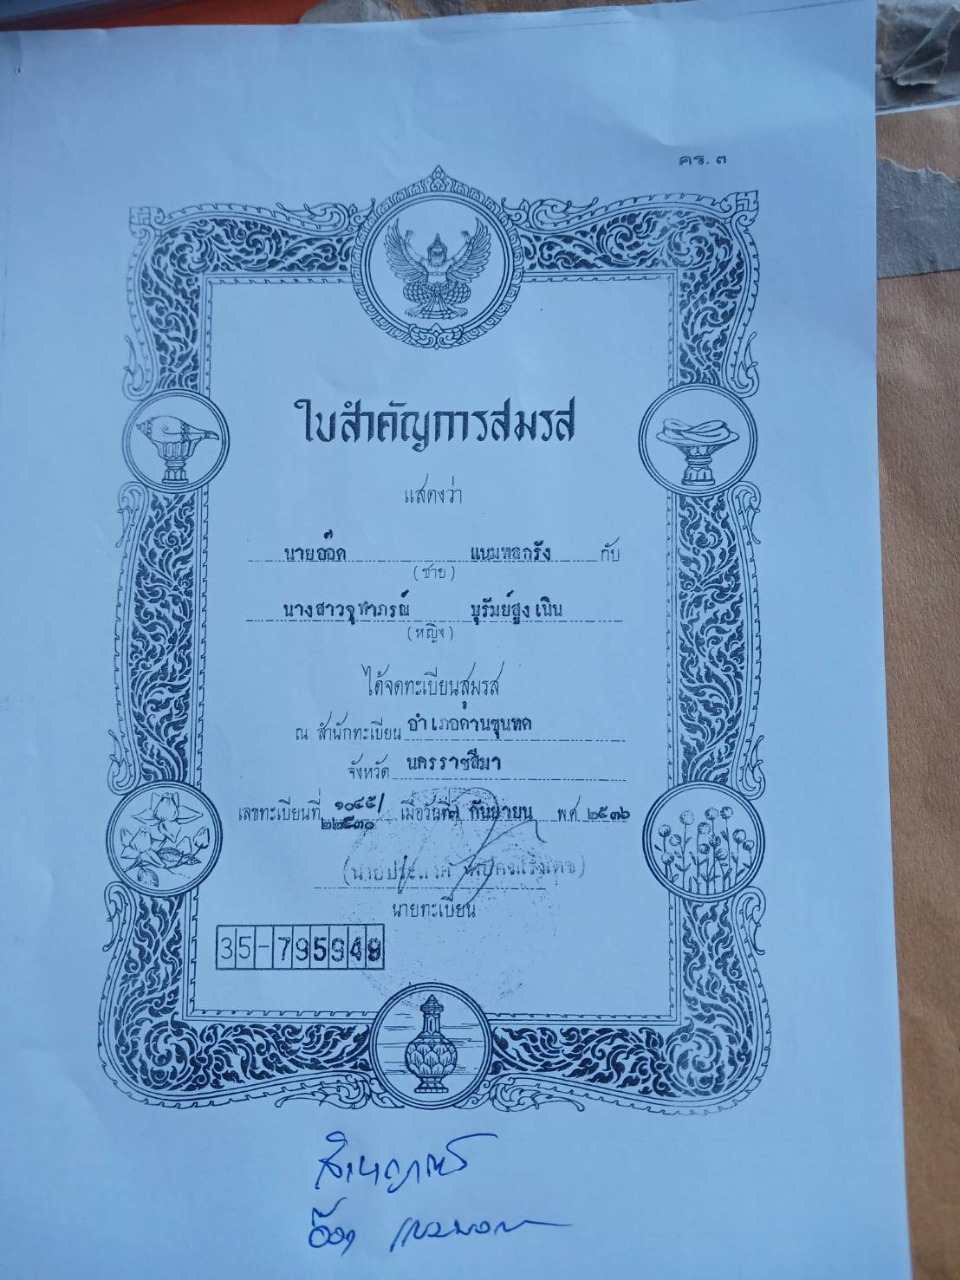 คร. ๓
ใบสำคัญการสมรส
แสดงว่า
นายอ๊อด แนมพลกรัง กับ
(ชาย)
นางสาวจุฬาภรณ์ บุรีมย์สูงเนิน
(หญิง)
ได้จดทะเบียนสมรส
ณ สำนักทะเบียน อำเภอด่านขุนทด
จังหวัด นครราชสีมา
เลขทะเบียนที่ ๑๐๔๕/ เมื่อวันที่ ๗ กันยายน พ.ศ. ๒๕๓๖
๒๒๕๓๐
นายทะเบียน
35-795949
อ๊อด